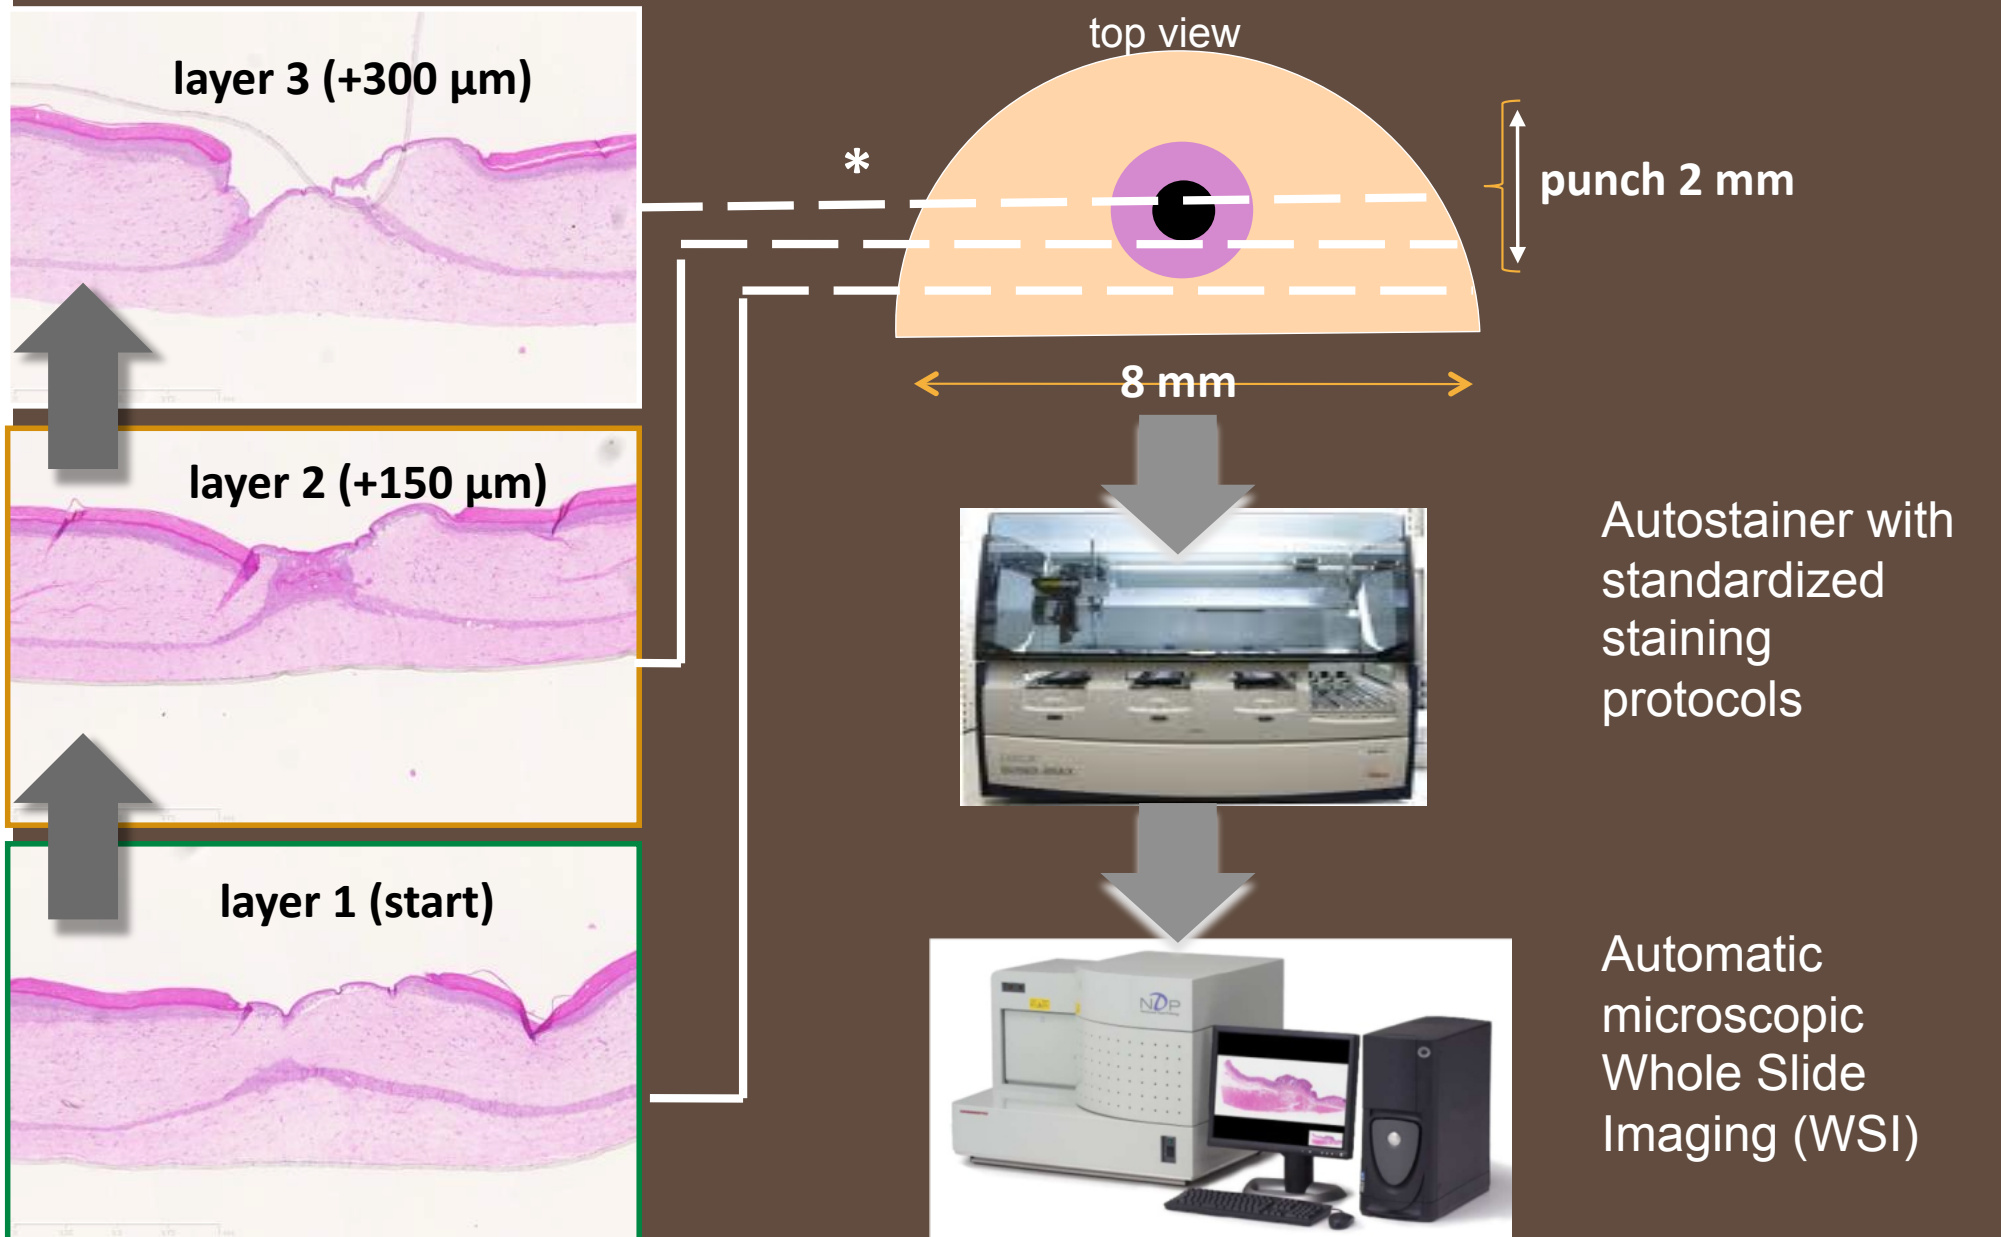 layer 3 (+300 µm)
top view
*
punch 2 mm
8 mm
layer 2 (+150 µm)
Autostainer with
standardized
staining
protocols
layer 1 (start)
NDP
Automatic
microscopic
Whole Slide
Imaging (WSI)